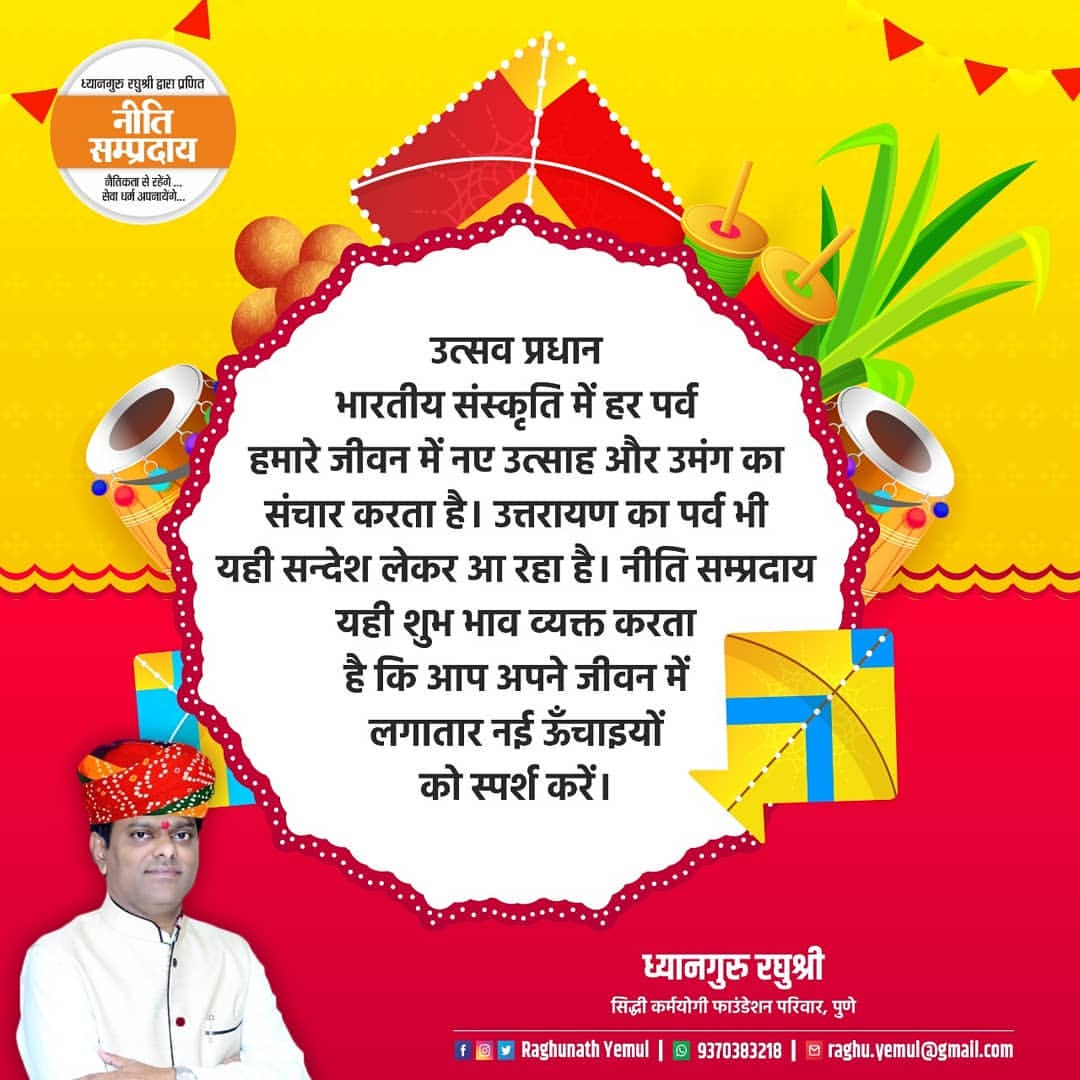 ध्यानगुरु रघुश्री द्वारा प्रणित
नीति
सम्प्रदाय
नैतिकता से रहेंगे ...
सेवा धर्म अपनायेंगे...
उत्सव प्रधान
भारतीय संस्कृति में हर पर्व
हमारे जीवन में नए उत्साह और उमंग का
संचार करता है। उत्तरायण का पर्व भी
यही सन्देश लेकर आ रहा है। नीति सम्प्रदाय
यही शुभ भाव व्यक्त करता
है कि आप अपने जीवन में
लगातार नई ऊँचाइयों
को स्पर्श करें।
ध्यानगुरु रघुश्री
सिद्धी कर्मयोगी फाउंडेशन परिवार, पुणे
Raghunath Yemul | 9370383218 | raghu.yemul@gmail.com